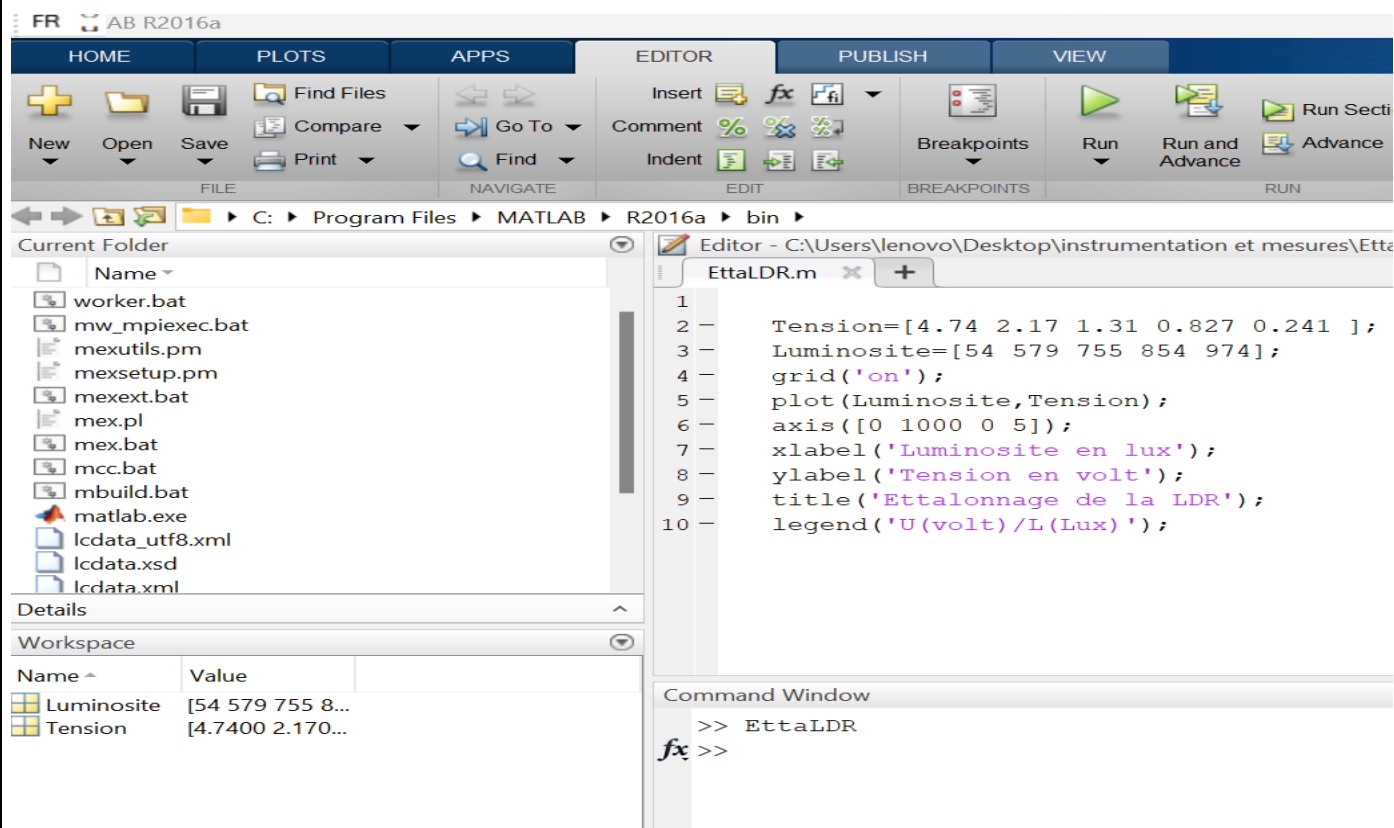 FR AB R2016a
HOME PLOTS APPS EDITOR PUBLISH VIEW
New Open Save
Find Files
Compare
Print
FILE
Go To
Find
NAVIGATE
Insert fx fi
Comment %
Indent
EDIT
Breakpoints
BREAKPOINTS
Run
Run and
Advance
Run Secti
Advance
RUN
C: Program Files MATLAB R2016a bin
Current Folder
Name
worker.bat
mw_mpiexec.bat
mexutils.pm
mexsetup.pm
mexext.bat
mex.pl
mex.bat
mcc.bat
mbuild.bat
matlab.exe
lcdata_utf8.xml
lcdata.xsd
lcdata.xml
Details
Workspace
Name Value
Luminosite [54 579 755 8...
Tension [4.7400 2.170...
Editor - C:\Users\lenovo\Desktop\instrumentation et mesures\Etta
EttaLDR.m
1
2 Tension=[4.74 2.17 1.31 0.827 0.241 ];
3 Luminosite=[54 579 755 854 974];
4 grid('on');
5 plot(Luminosite,Tension);
6 axis([0 1000 0 5]);
7 xlabel('Luminosite en lux');
8 ylabel('Tension en volt');
9 title('Ettalonnage de la LDR');
10 legend('U(volt)/L(Lux)');
Command Window
>> EttaLDR
fx >>